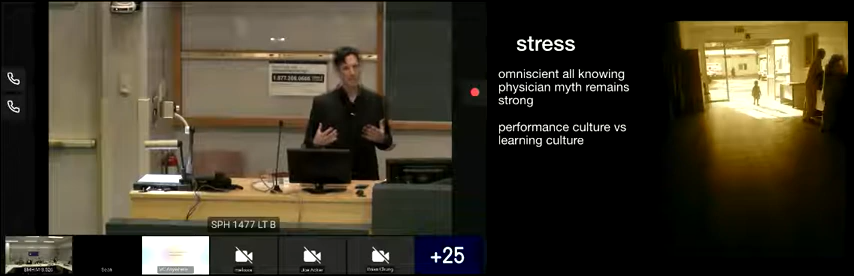 1.877.256.0606
SPH 1477 LT B
+25
stress
omniscient all knowing
physician myth remains
strong
performance culture vs
learning culture